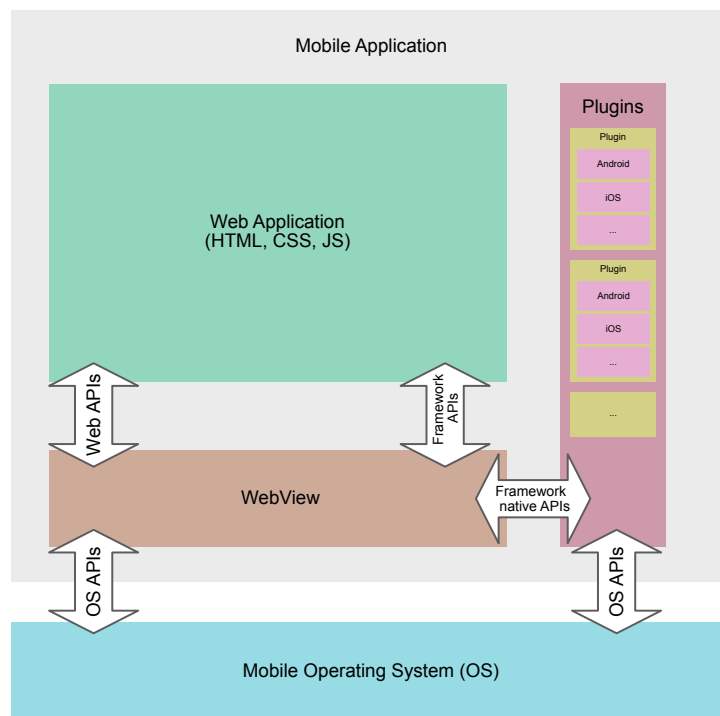 Mobile Application
Plugins
Plugin
Android
iOS
...
Plugin
Android
iOS
...
...
Web Application
(HTML, CSS, JS)
Web APIs
Framework
APIs
WebView
Framework
native APIs
OS APIs
OS APIs
Mobile Operating System (OS)